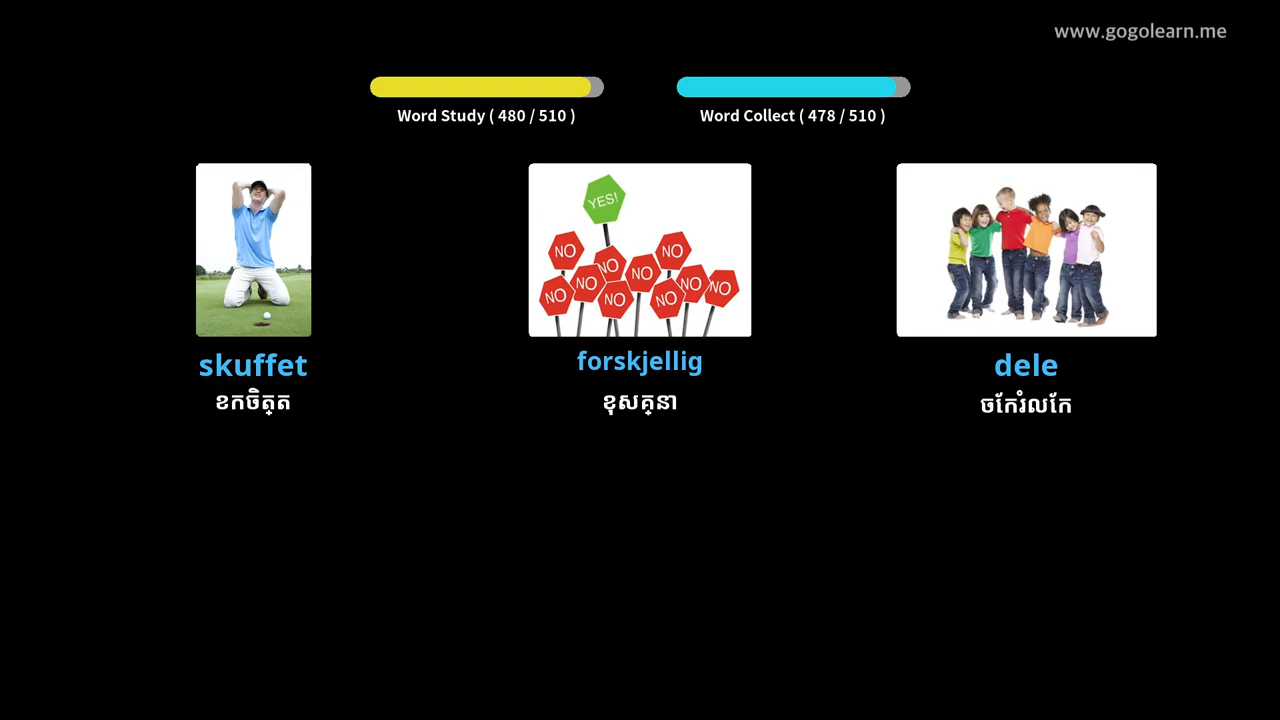 www.gogolearn.me
Word Study ( 480 / 510 )
Word Collect ( 478 / 510 )
YES!
NO
NO
NO
NO
NO
NO
NO
NO
NO
NO
skuffet
forskjellig
dele
ខកចិត្ត
ខុសគ្នា
ចែករំលែក